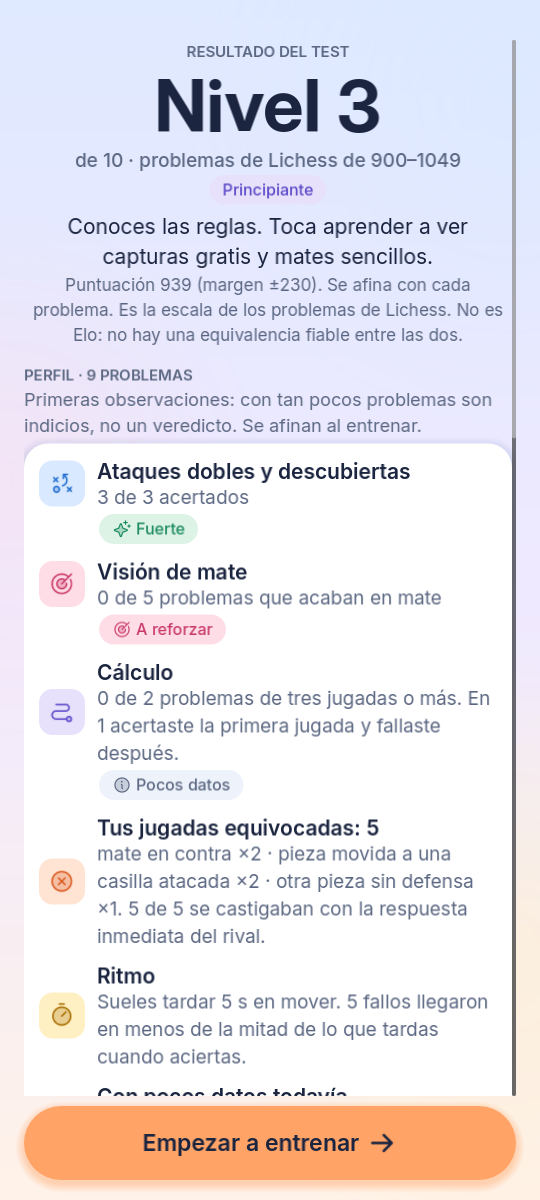 RESULTADO DEL TEST
Nivel 3
de 10 · problemas de Lichess de 900–1049
Principiante
Conoces las reglas. Toca aprender a ver
capturas gratis y mates sencillos.
Puntuación 939 (margen ±230). Se afina con cada
problema. Es la escala de los problemas de Lichess. No es
Elo: no hay una equivalencia fiable entre las dos.
PERFIL · 9 PROBLEMAS
Primeras observaciones: con tan pocos problemas son
indicios, no un veredicto. Se afinan al entrenar.
Ataques dobles y descubiertas
3 de 3 acertados
Fuerte
Visión de mate
0 de 5 problemas que acaban en mate
A reforzar
Cálculo
0 de 2 problemas de tres jugadas o más. En
1 acertaste la primera jugada y fallaste
después.
Pocos datos
Tus jugadas equivocadas: 5
mate en contra ×2 · pieza movida a una
casilla atacada ×2 · otra pieza sin defensa
×1. 5 de 5 se castigaban con la respuesta
inmediata del rival.
Ritmo
Sueles tardar 5 s en mover. 5 fallos llegaron
en menos de la mitad de lo que tardas
cuando aciertas.
Con pocos datos todavía
Empezar a entrenar →